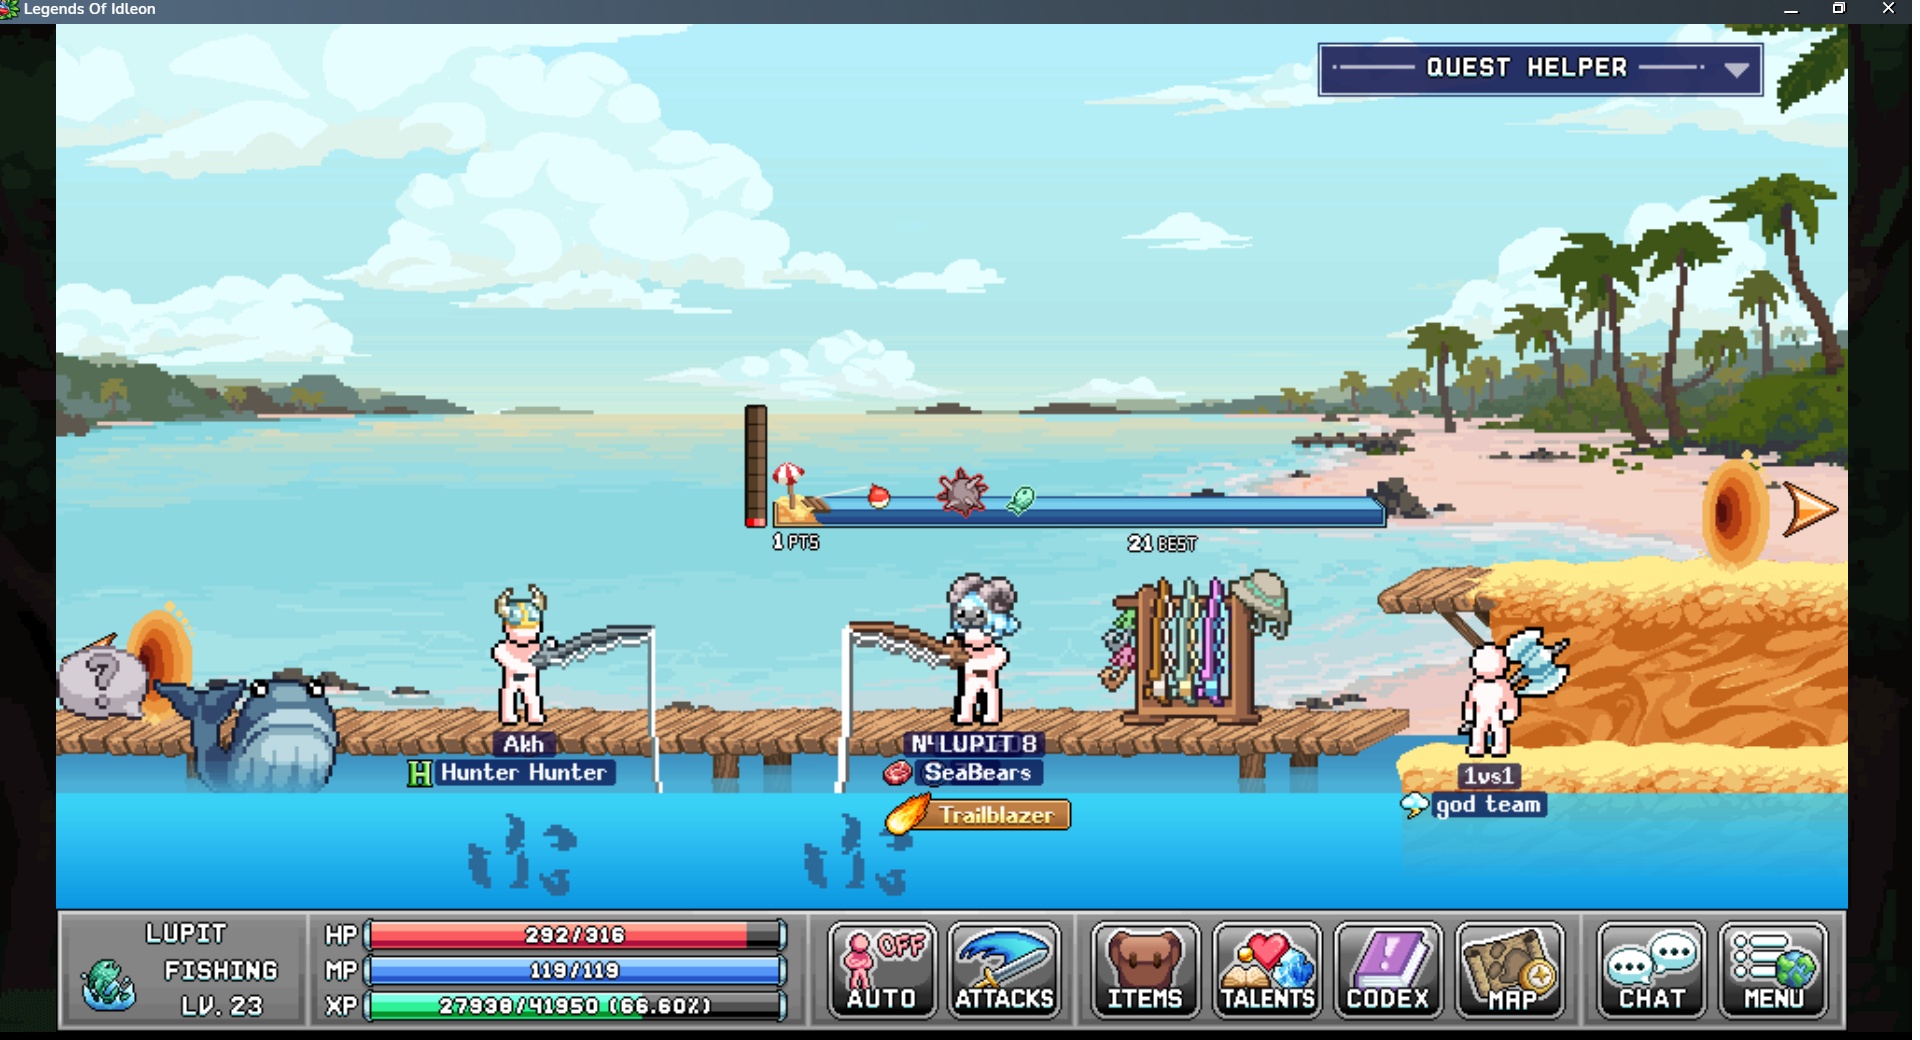 Legends Of Idleon
QUEST HELPER
1 PTS
21 BEST
Akh
Hunter Hunter
LUPIT 8
SeaBears
Trailblazer
1vs1
god team
LUPIT
FISHING
LV. 23
HP 292/316
MP 119/119
XP 27938/41950 (66.60%)
OFF
AUTO
ATTACKS
ITEMS
TALENTS
CODEX
MAP
CHAT
MENU